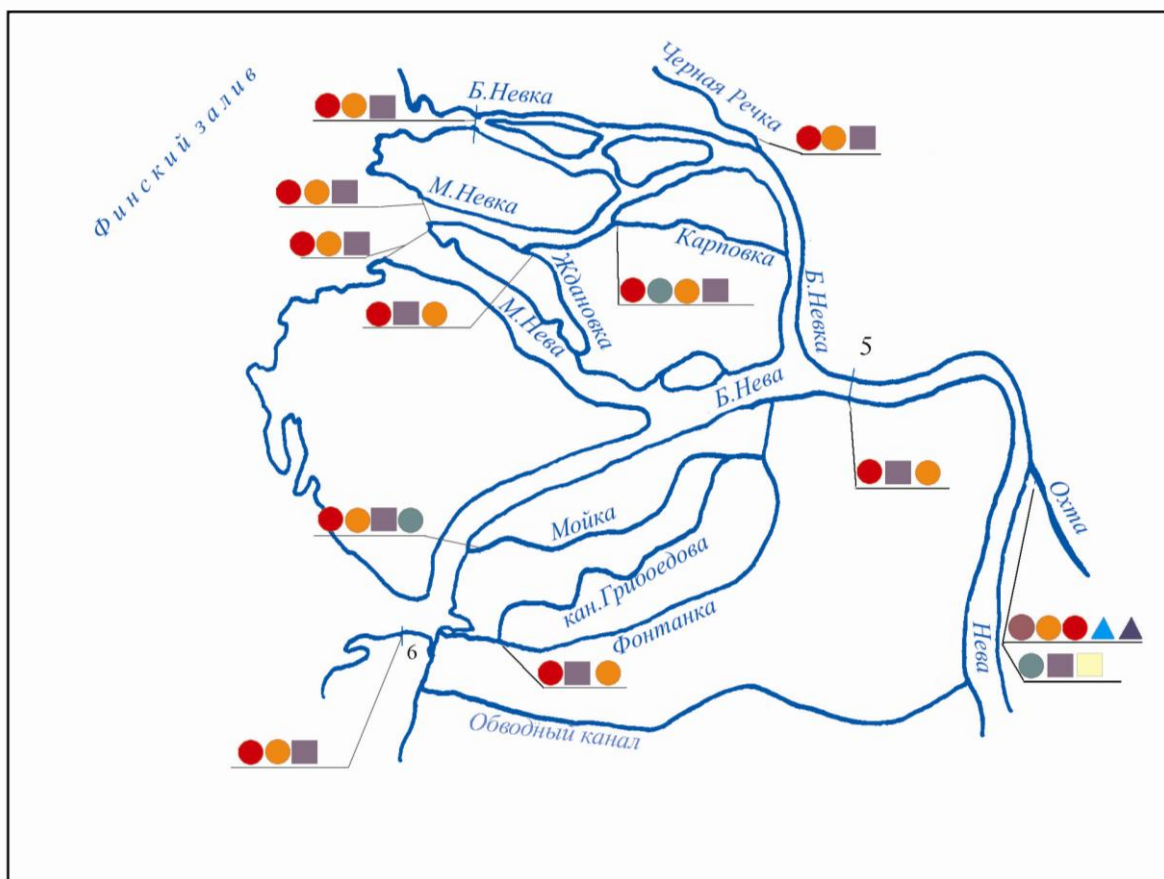 Финский залив
Б.Невка
Черная Речка
М.Невка
Карповка
Ждановка
М.Нева
Б.Невка
5
Б.Нева
Охта
Мойка
кан.Грибоедова
Фонтанка
Нева
6
Обводный канал